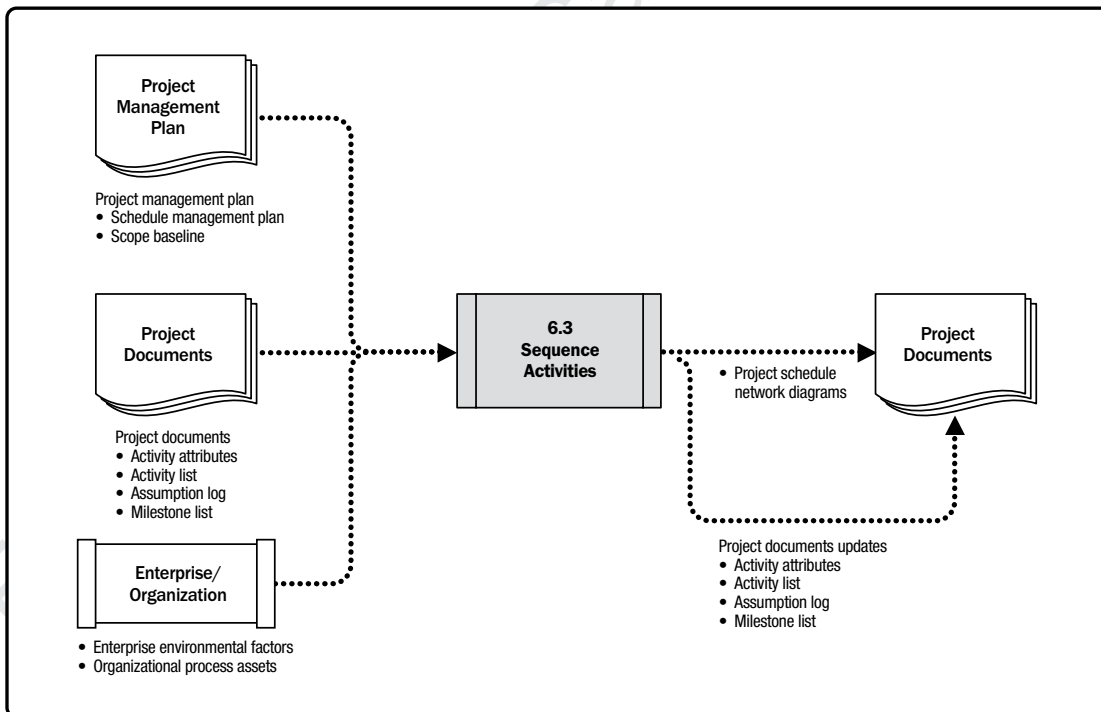 Project
Management
Plan
Project management plan
• Schedule management plan
• Scope baseline
Project
Documents
Project documents
• Activity attributes
• Activity list
• Assumption log
• Milestone list
Enterprise/
Organization
• Enterprise environmental factors
• Organizational process assets
6.3
Sequence
Activities
• Project schedule
network diagrams
Project
Documents
Project documents updates
• Activity attributes
• Activity list
• Assumption log
• Milestone list